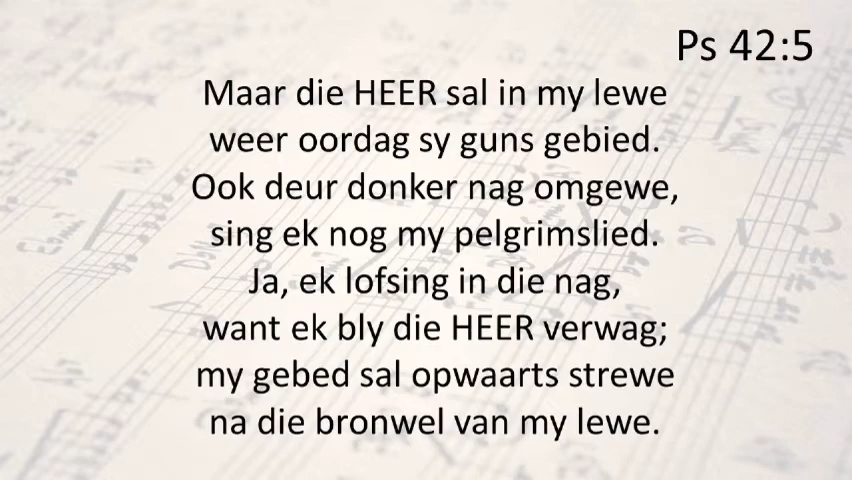 Ps 42:5
Maar die HEER sal in my lewe
weer oordag sy guns gebied.
Ook deur donker nag omgewe,
sing ek nog my pelgrimslied.
Ja, ek lofsing in die nag,
want ek bly die HEER verwag;
my gebed sal opwaarts strewe
na die bronwel van my lewe.